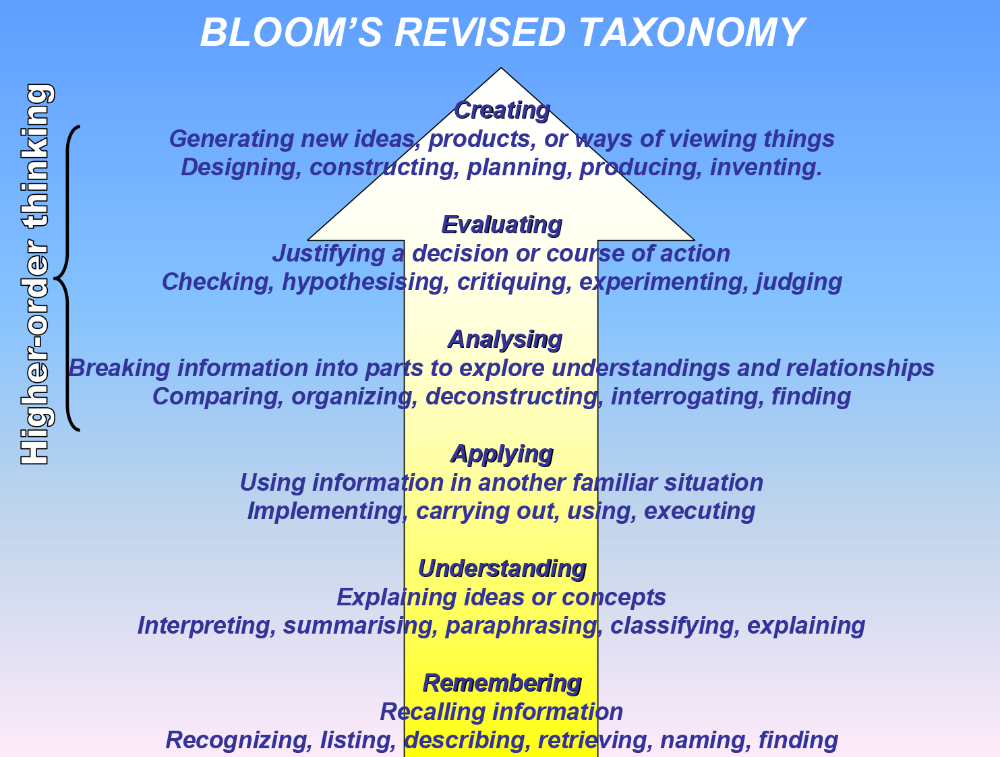 BLOOM’S REVISED TAXONOMY
Higher-order thinking
Creating
Generating new ideas, products, or ways of viewing things
Designing, constructing, planning, producing, inventing.
Evaluating
Justifying a decision or course of action
Checking, hypothesising, critiquing, experimenting, judging
Analysing
Breaking information into parts to explore understandings and relationships
Comparing, organizing, deconstructing, interrogating, finding
Applying
Using information in another familiar situation
Implementing, carrying out, using, executing
Understanding
Explaining ideas or concepts
Interpreting, summarising, paraphrasing, classifying, explaining
Remembering
Recalling information
Recognizing, listing, describing, retrieving, naming, finding